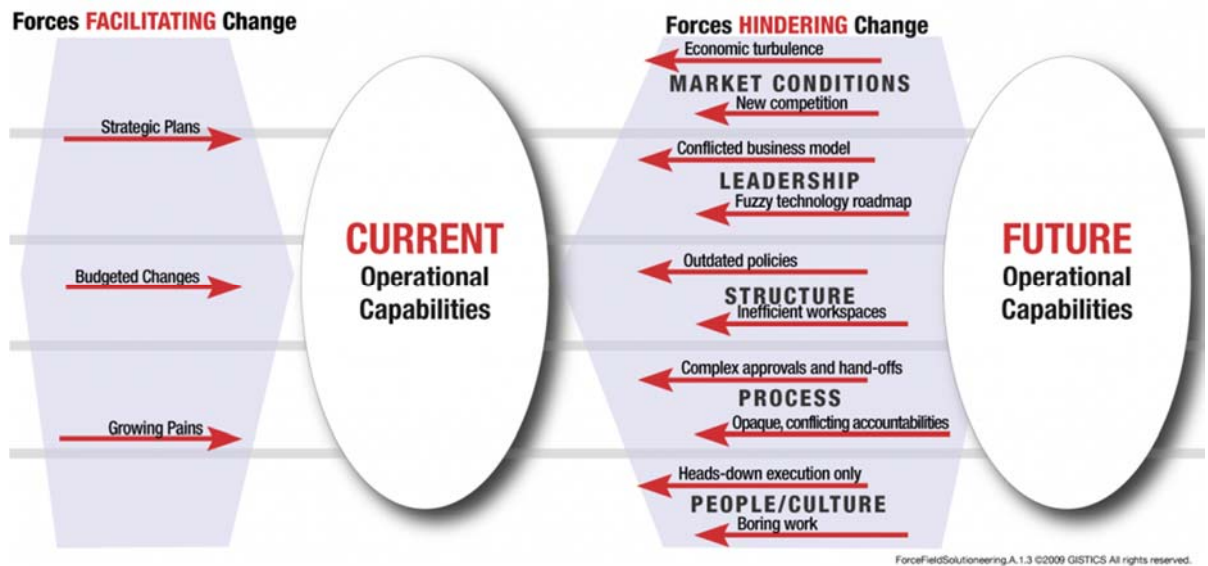 Forces FACILITATING Change
Strategic Plans
Budgeted Changes
Growing Pains
CURRENT
Operational
Capabilities
Forces HINDERING Change
Economic turbulence
MARKET CONDITIONS
New competition
Conflicted business model
LEADERSHIP
Fuzzy technology roadmap
Outdated policies
STRUCTURE
Inefficient workspaces
Complex approvals and hand-offs
PROCESS
Opaque, conflicting accountabilities
Heads-down execution only
PEOPLE/CULTURE
Boring work
FUTURE
Operational
Capabilities
ForceFieldSolutioneering.A.1.3 ©2009 GISTICS All rights reserved.